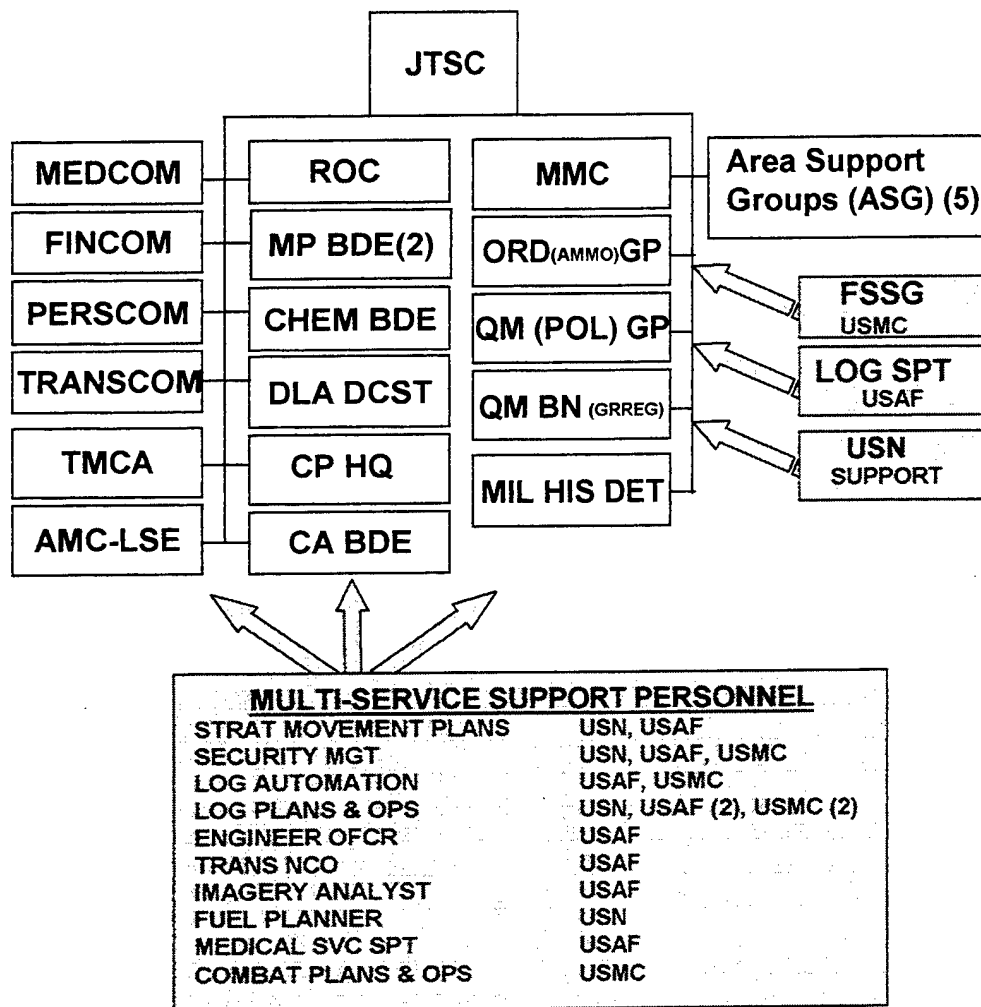 JTSC
MEDCOM
FINCOM
PERSCOM
TRANSCOM
TMCA
AMC-LSE
ROC
MP BDE(2)
CHEM BDE
DLA DCST
CP HQ
CA BDE
MMC
ORD(AMMO)GP
QM (POL) GP
QM BN (GRREG)
MIL HIS DET
Area Support
Groups (ASG) (5)
FSSG
USMC
LOG SPT
USAF
USN
SUPPORT
MULTI-SERVICE SUPPORT PERSONNEL
STRAT MOVEMENT PLANS USN, USAF
SECURITY MGT USN, USAF, USMC
LOG AUTOMATION USAF, USMC
LOG PLANS & OPS USN, USAF (2), USMC (2)
ENGINEER OFCR USAF
TRANS NCO USAF
IMAGERY ANALYST USAF
FUEL PLANNER USN
MEDICAL SVC SPT USAF
COMBAT PLANS & OPS USMC